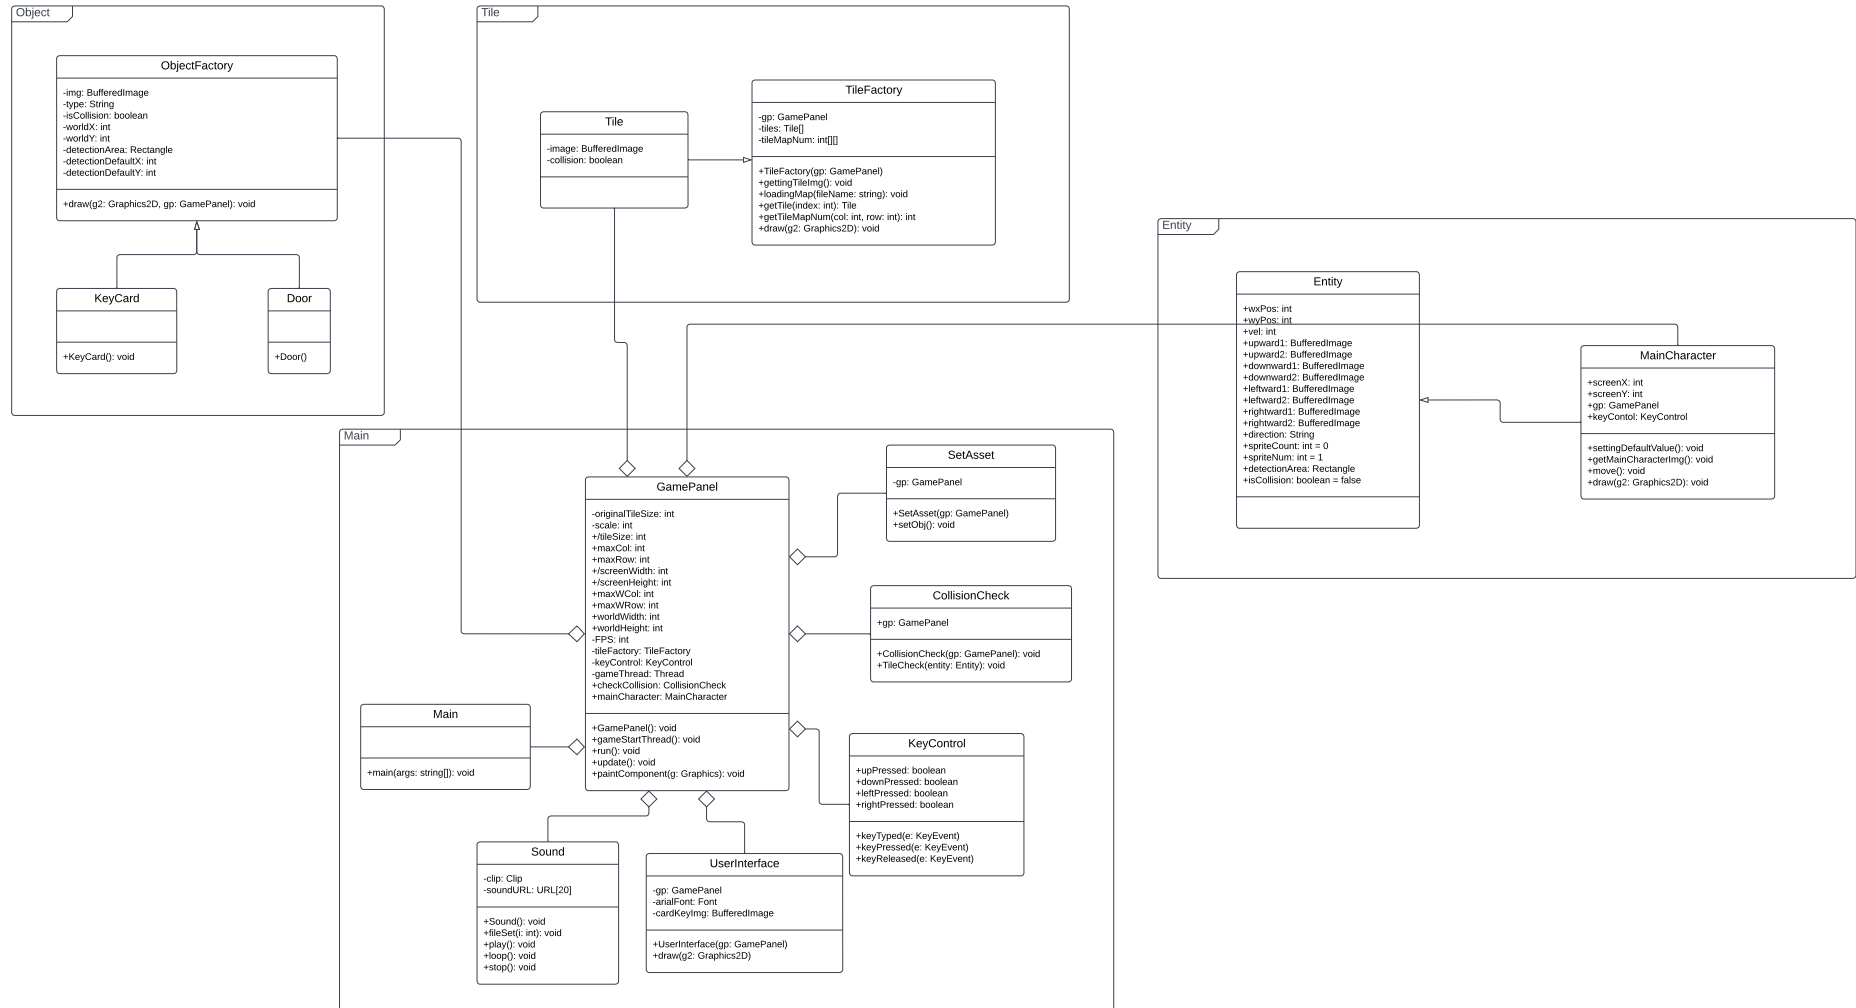 Object
ObjectFactory
-img: BufferedImage
-type: String
-isCollision: boolean
-worldX: int
-worldY: int
-detectionArea: Rectangle
-detectionDefaultX: int
-detectionDefaultY: int
+draw(g2: Graphics2D, gp: GamePanel): void
KeyCard
+KeyCard(): void
Door
+Door()
Tile
Tile
-image: BufferedImage
-collision: boolean
TileFactory
-gp: GamePanel
-tiles: Tile[]
-tileMapNum: int[][]
+TileFactory(gp: GamePanel)
+gettingTileImg(): void
+loadingMap(fileName: string): void
+getTile(index: int): Tile
+getTileMapNum(col: int, row: int): int
+draw(g2: Graphics2D): void
Entity
Entity
+wxPos: int
+wyPos: int
+vel: int
+upward1: BufferedImage
+upward2: BufferedImage
+downward1: BufferedImage
+downward2: BufferedImage
+leftward1: BufferedImage
+leftward2: BufferedImage
+rightward1: BufferedImage
+rightward2: BufferedImage
+direction: String
+spriteCount: int = 0
+spriteNum: int = 1
+detectionArea: Rectangle
+isCollision: boolean = false
MainCharacter
+screenX: int
+screenY: int
+gp: GamePanel
+keyContol: KeyControl
+settingDefaultValue(): void
+getMainCharacterImg(): void
+move(): void
+draw(g2: Graphics2D): void
Main
GamePanel
-originalTileSize: int
-scale: int
+/tileSize: int
+maxCol: int
+maxRow: int
+/screenWidth: int
+/screenHeight: int
+maxWCol: int
+maxWRow: int
+worldWidth: int
+worldHeight: int
-FPS: int
-tileFactory: TileFactory
-keyControl: KeyControl
-gameThread: Thread
+checkCollision: CollisionCheck
+mainCharacter: MainCharacter
+GamePanel(): void
+gameStartThread(): void
+run(): void
+update(): void
+paintComponent(g: Graphics): void
SetAsset
-gp: GamePanel
+SetAsset(gp: GamePanel)
+setObj(): void
CollisionCheck
+gp: GamePanel
+CollisionCheck(gp: GamePanel): void
+TileCheck(entity: Entity): void
Main
+main(args: string[]): void
KeyControl
+upPressed: boolean
+downPressed: boolean
+leftPressed: boolean
+rightPressed: boolean
+keyTyped(e: KeyEvent)
+keyPressed(e: KeyEvent)
+keyReleased(e: KeyEvent)
Sound
-clip: Clip
-soundURL: URL[20]
+Sound(): void
+fileSet(i: int): void
+play(): void
+loop(): void
+stop(): void
UserInterface
-gp: GamePanel
-arialFont: Font
-cardKeyImg: BufferedImage
+UserInterface(gp: GamePanel)
+draw(g2: Graphics2D)